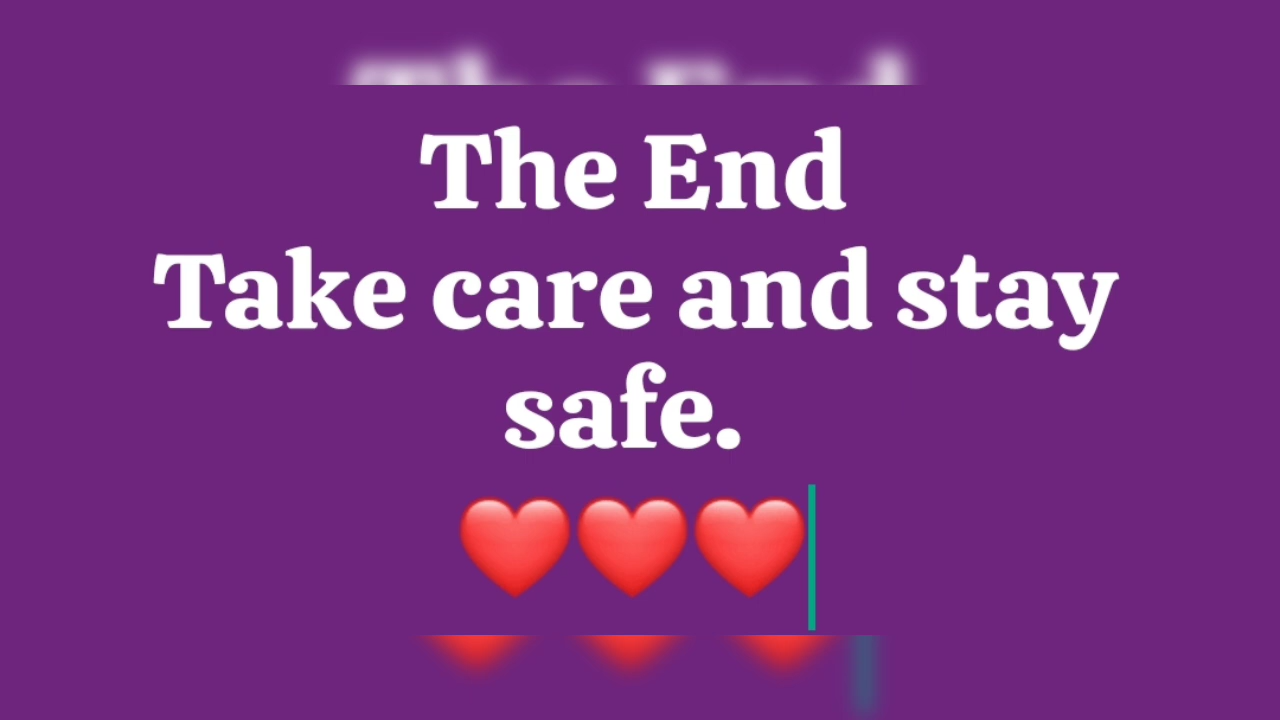 The End
Take care and stay
safe.
❤️❤️❤️